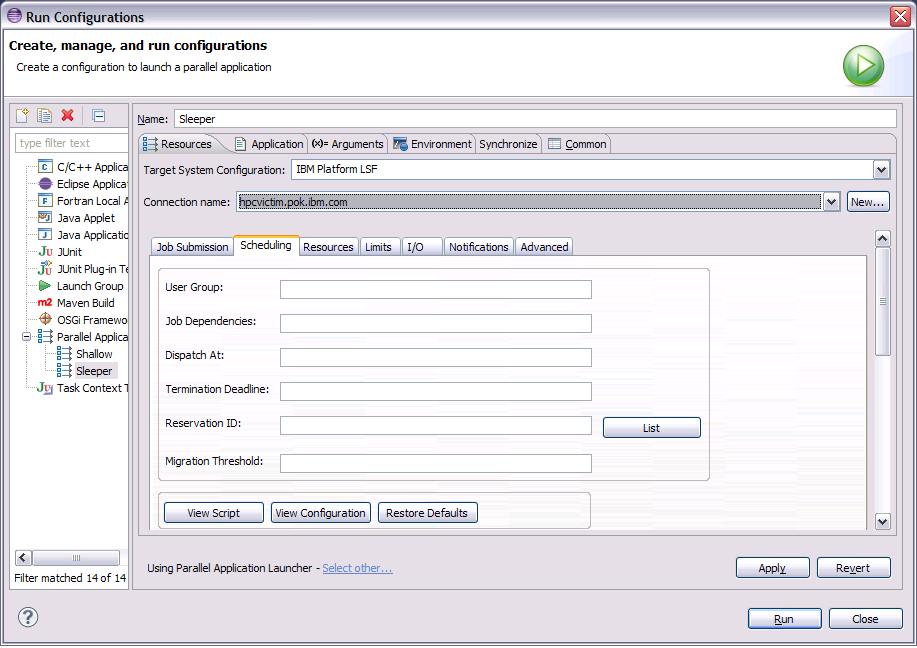 Run Configurations
Create, manage, and run configurations
Create a configuration to launch a parallel application
type filter text
C/C++ Applica
Eclipse Applicat
Fortran Local A
Java Applet
Java Applicatio
JUnit
JUnit Plug-in Te
Launch Group
m2 Maven Build
OSGi Framewo
Parallel Applica
Shallow
Sleeper
Task Context T
Filter matched 14 of 14
Name: Sleeper
Resources Application (x)= Arguments Environment Synchronize Common
Target System Configuration: IBM Platform LSF
Connection name: hpcvictim.pok.ibm.com New...
Job Submission Scheduling Resources Limits I/O Notifications Advanced
User Group:
Job Dependencies:
Dispatch At:
Termination Deadline:
Reservation ID: List
Migration Threshold:
View Script View Configuration Restore Defaults
Using Parallel Application Launcher - Select other...
Apply Revert
? Run Close